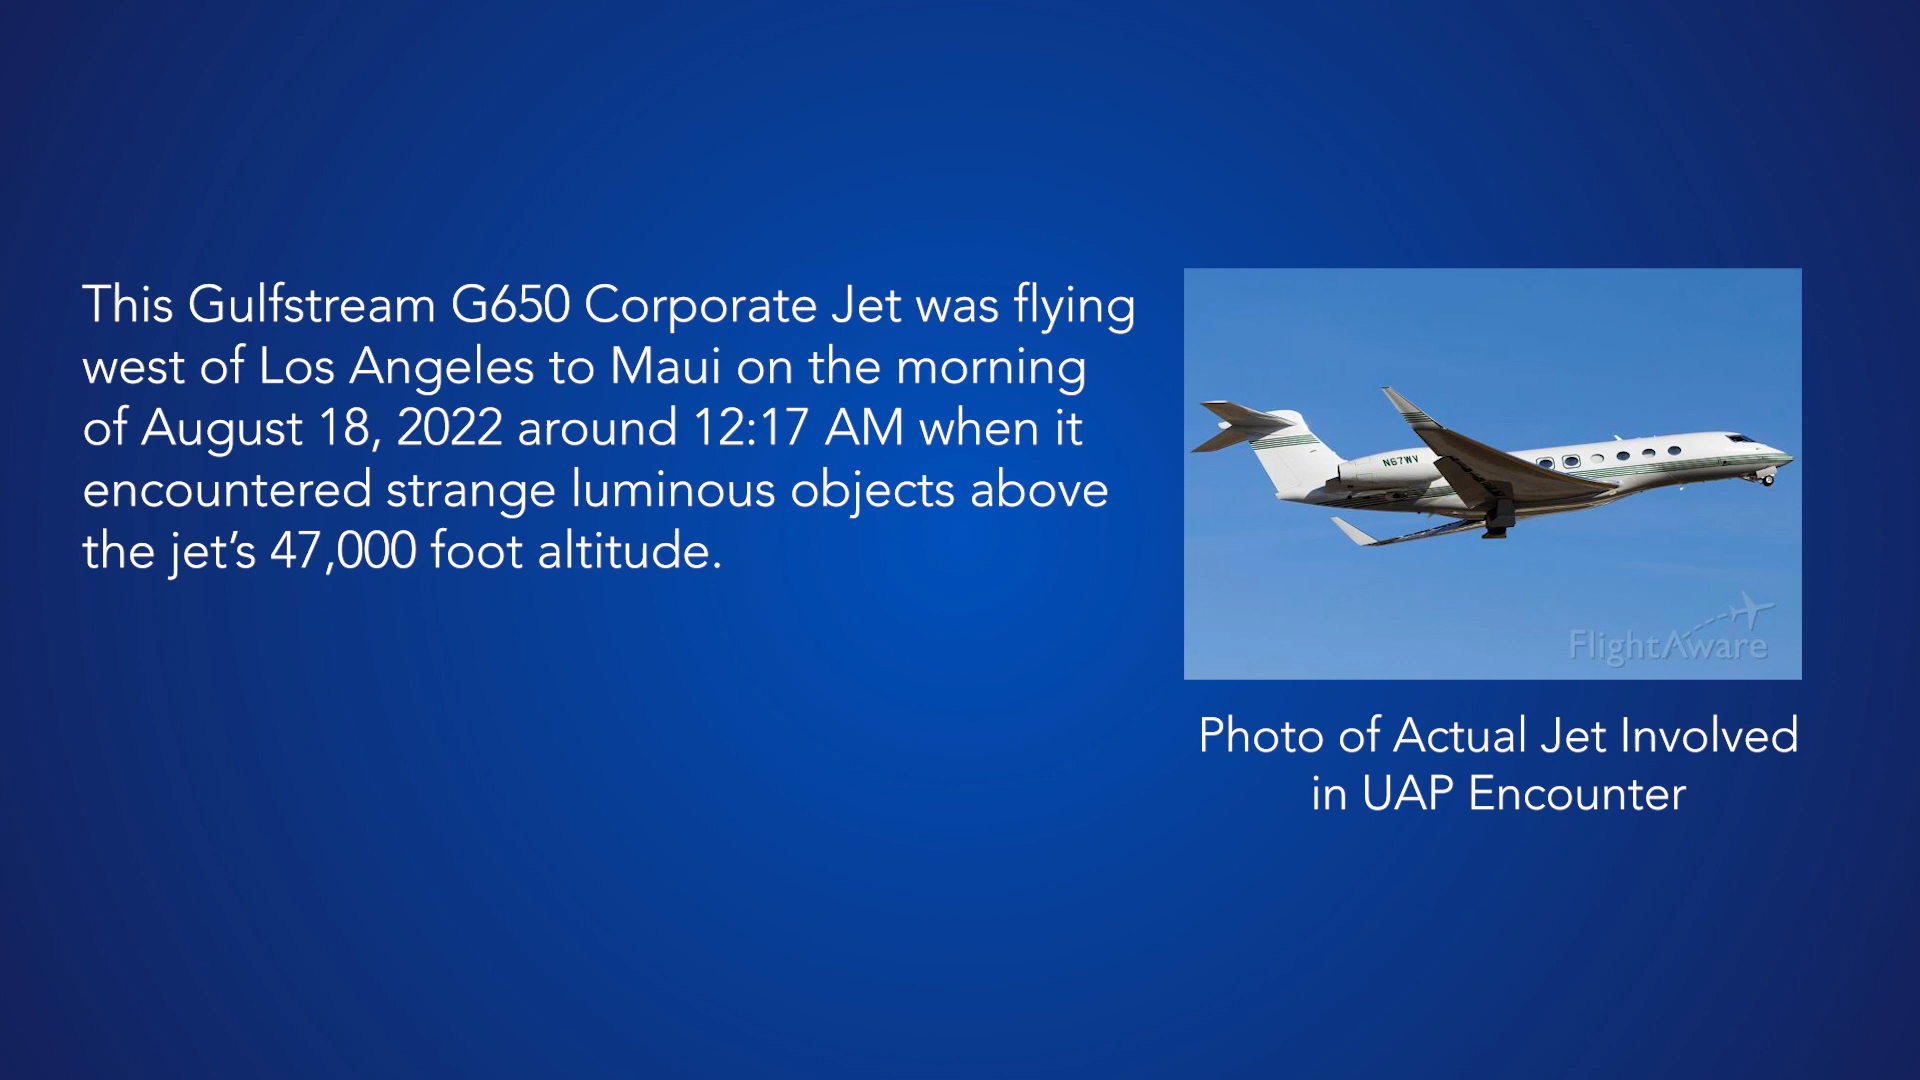 This Gulfstream G650 Corporate Jet was flying
west of Los Angeles to Maui on the morning
of August 18, 2022 around 12:17 AM when it
encountered strange luminous objects above
the jet’s 47,000 foot altitude.
N67WV
FlightAware
Photo of Actual Jet Involved
in UAP Encounter